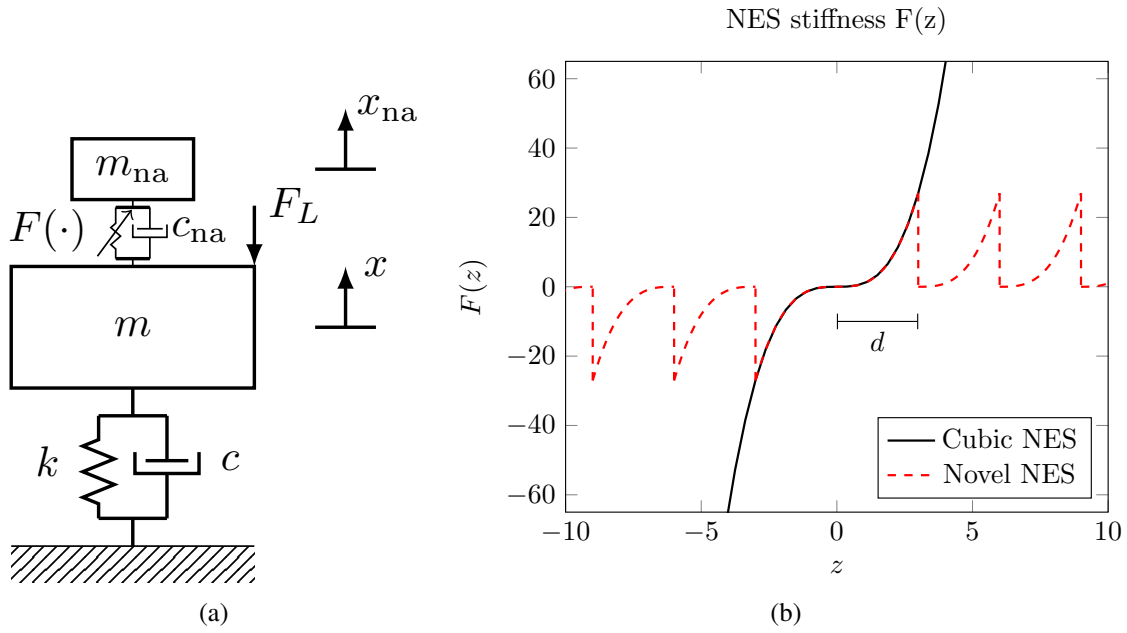 x_na
m_na
F(·)
c_na
F_L
x
m
k
c
(a)
NES stiffness F(z)
F(z)
60
40
20
0
−20
−40
−60
d
Cubic NES
Novel NES
−10
−5
0
5
10
z
(b)